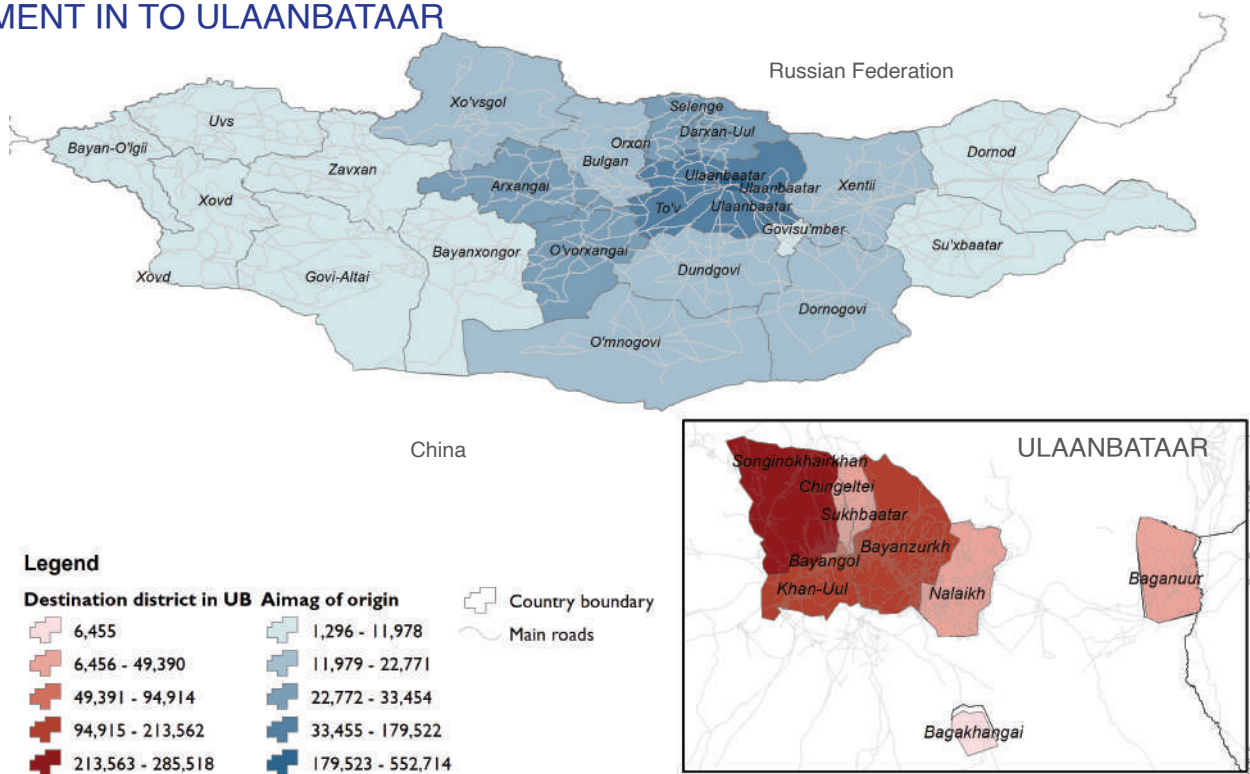 MENT IN TO ULAANBATAAR
Russian Federation
Xo'vsgol
Selenge
Uvs
Darxan-Uul
Orxon
Bayan-O'lgii
Bulgan
Dornod
Zavxan
Ulaanbaatar
Arxangai
Ulaanbaatar
Xentii
Xovd
To'v
Ulaanbaatar
Govisu'mber
Bayanxongor
O'vorxangai
Su'xbaatar
Xovd
Govi-Altai
Dundgovi
Dornogovi
O'mnogovi
China
ULAANBATAAR
Songinokhairkhan
Chingeltei
Sukhbaatar
Bayanzurkh
Bayangol
Khan-Uul
Nalaikh
Baganuur
Bagakhangai
Legend
Destination district in UB
6,455
6,456 - 49,390
49,391 - 94,914
94,915 - 213,562
213,563 - 285,518
Aimag of origin
1,296 - 11,978
11,979 - 22,771
22,772 - 33,454
33,455 - 179,522
179,523 - 552,714
Country boundary
Main roads